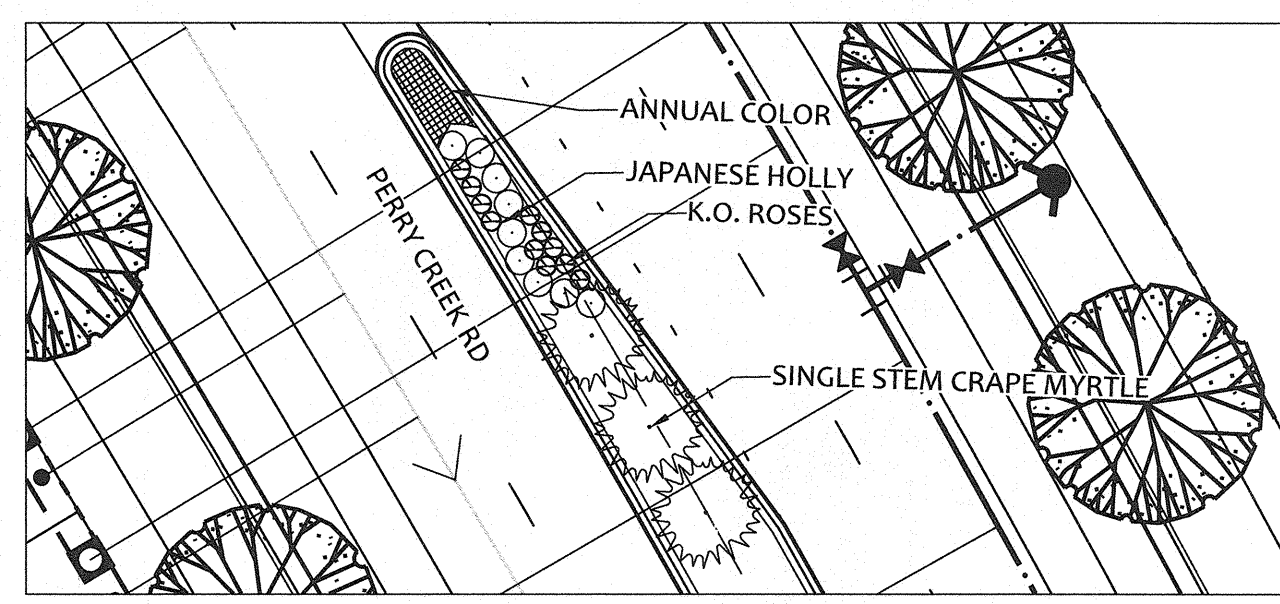 ANNUAL COLOR
JAPANESE HOLLY
K.O. ROSES
PERRY CREEK RD
SINGLE STEM CRAPE MYRTLE